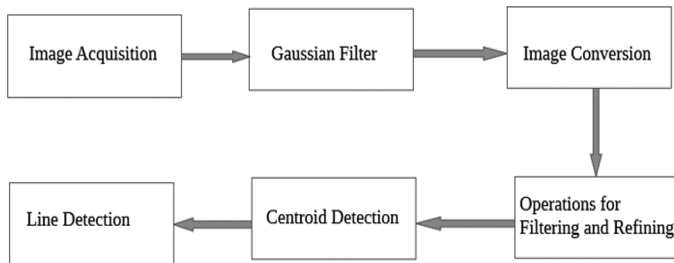 Image Acquisition
Gaussian Filter
Image Conversion
Operations for
Filtering and Refining
Centroid Detection
Line Detection